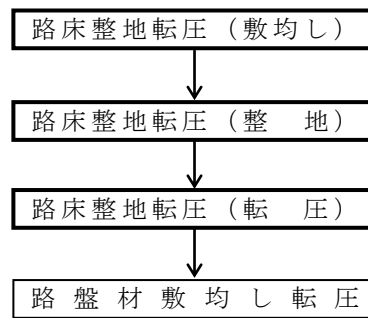 路床整地転圧（敷均し）
路床整地転圧（整　地）
路床整地転圧（転　圧）
路盤材敷均し転圧